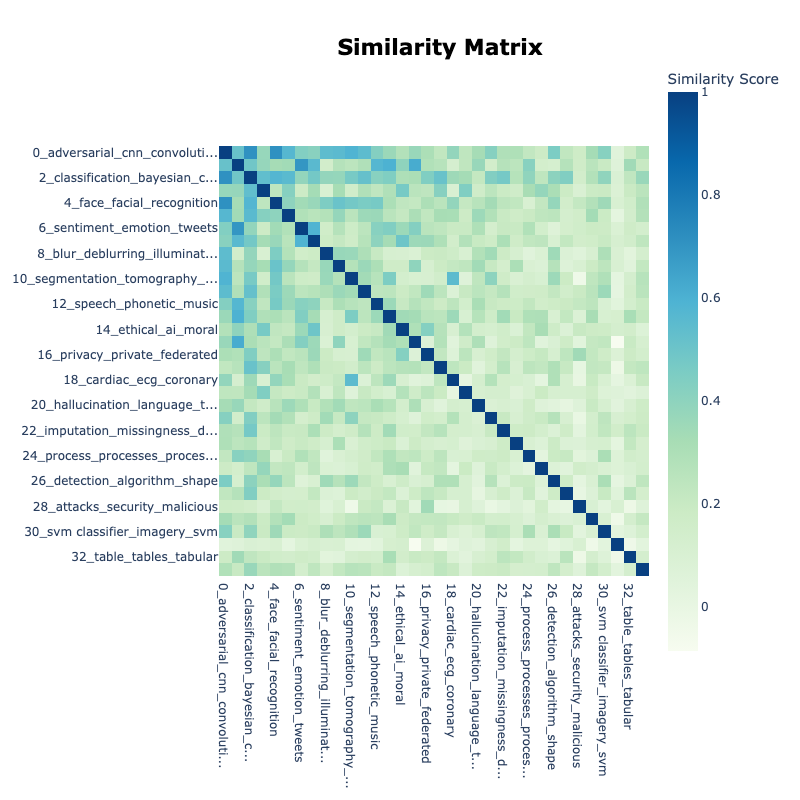 Similarity Matrix
Similarity Score
1
0.8
0.6
0.4
0.2
0
0_adversarial_cnn_convoluti...
2_classification_bayesian_c...
4_face_facial_recognition
6_sentiment_emotion_tweets
8_blur_deblurring_illuminat...
10_segmentation_tomography_...
12_speech_phonetic_music
14_ethical_ai_moral
16_privacy_private_federated
18_cardiac_ecg_coronary
20_hallucination_language_t...
22_imputation_missingness_d...
24_process_processes_proces...
26_detection_algorithm_shape
28_attacks_security_malicious
30_svm classifier_imagery_svm
32_table_tables_tabular
0_adversarial_cnn_convoluti...
2_classification_bayesian_c...
4_face_facial_recognition
6_sentiment_emotion_tweets
8_blur_deblurring_illuminat...
10_segmentation_tomography_...
12_speech_phonetic_music
14_ethical_ai_moral
16_privacy_private_federated
18_cardiac_ecg_coronary
20_hallucination_language_t...
22_imputation_missingness_d...
24_process_processes_proces...
26_detection_algorithm_shape
28_attacks_security_malicious
30_svm classifier_imagery_svm
32_table_tables_tabular